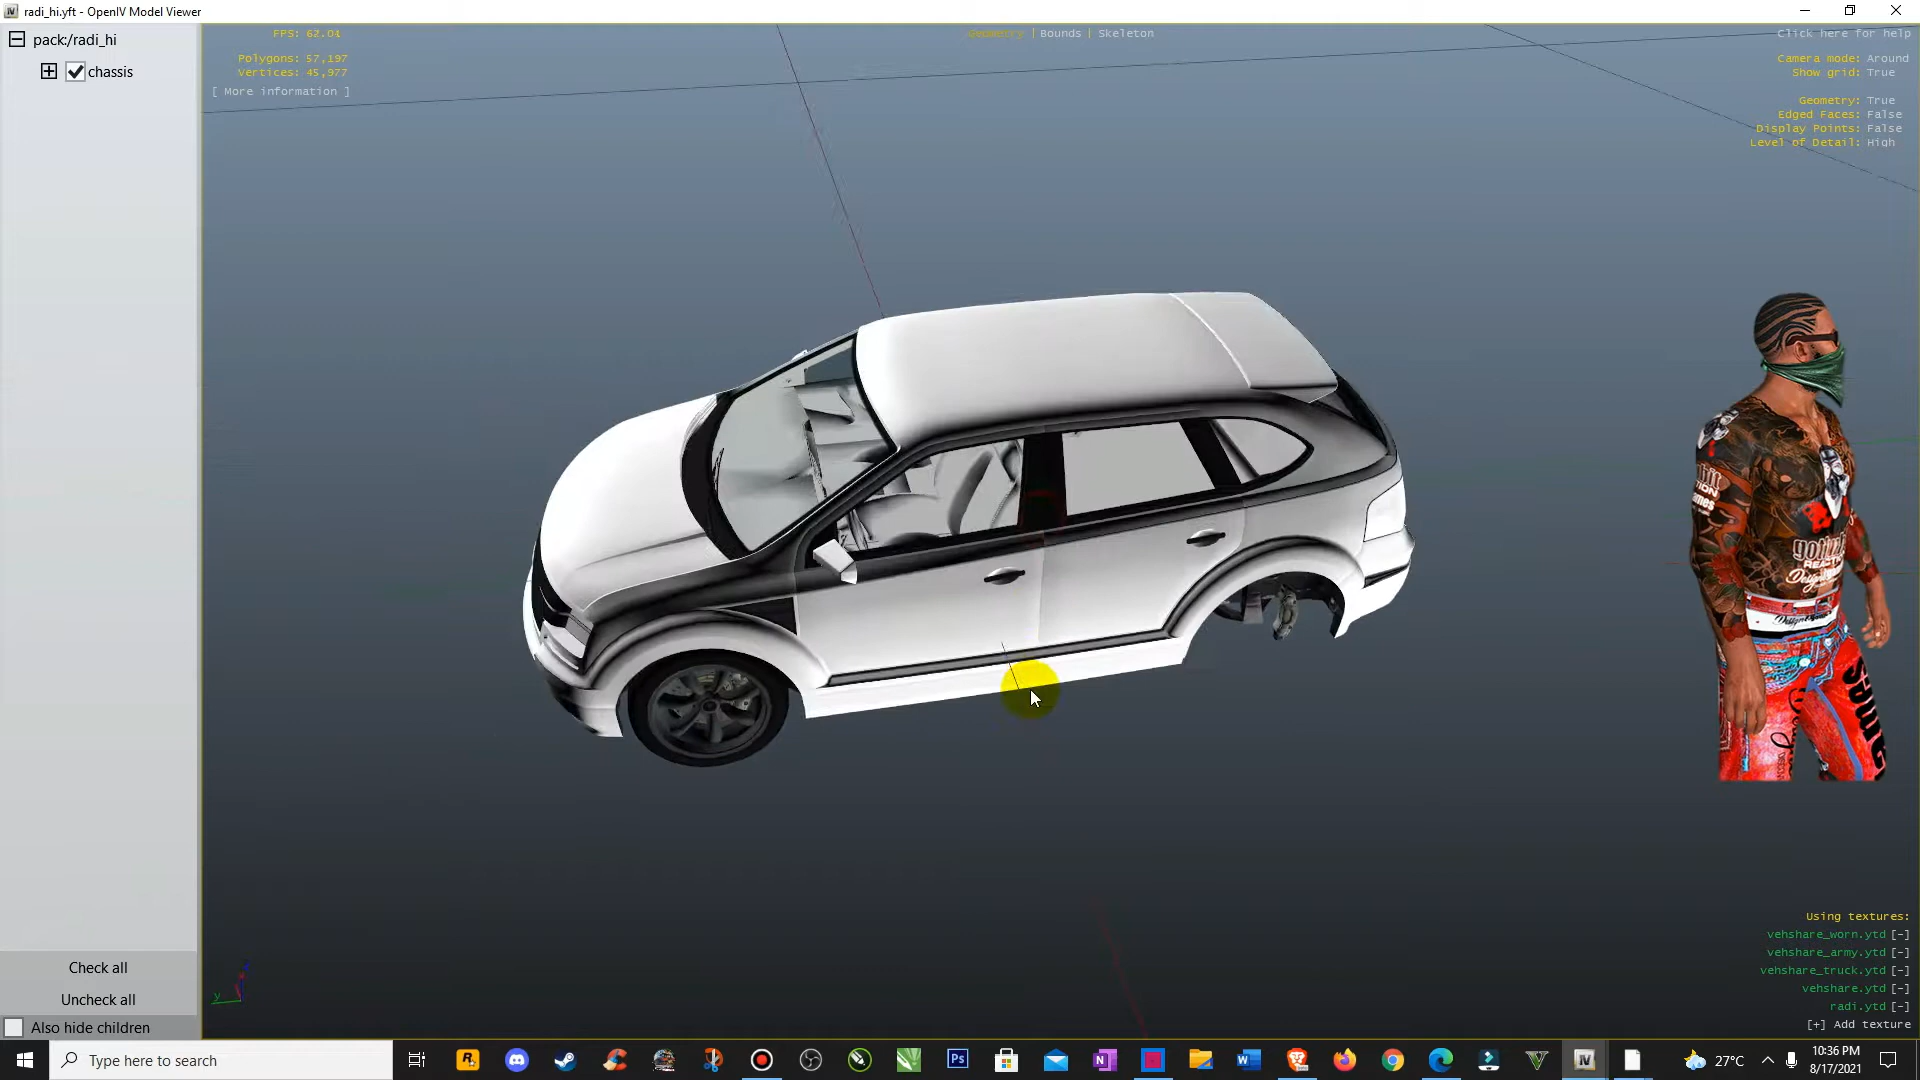 radi_hi.yft - OpenIV Model Viewer
pack:/radi_hi
chassis
FPS: 62.01
Polygons: 57,197
Vertices: 45,977
[ More information ]
Geometry | Bounds | Skeleton
Click here for help
Camera mode: Around
Show grid: True
Geometry: True
Edged Faces: False
Display Points: False
Level of Detail: High
Using textures:
vehshare_worn.ytd [-]
vehshare_army.ytd [-]
vehshare_truck.ytd [-]
vehshare.ytd [-]
radi.ytd [-]
[+] Add texture
Check all
Uncheck all
Also hide children
y
Type here to search
27°C
10:36 PM
8/17/2021